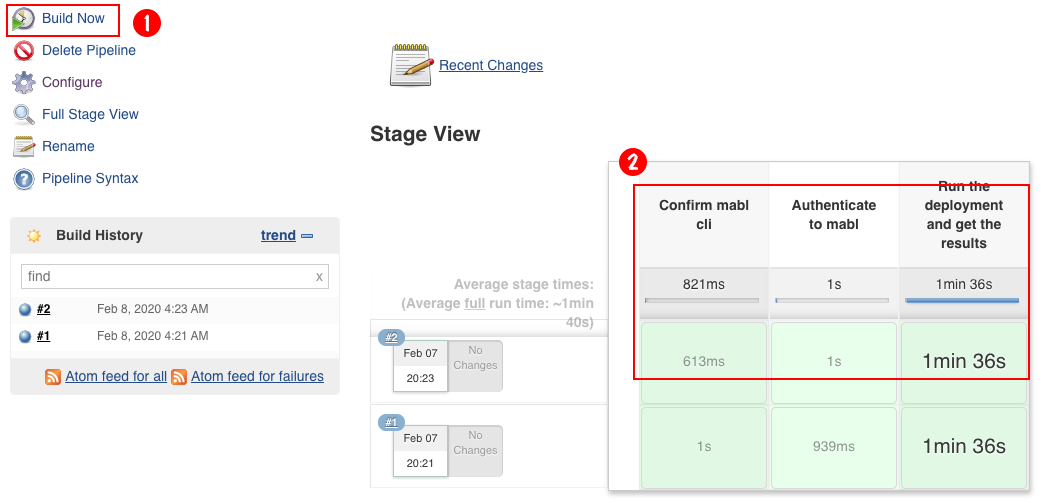 Build Now
1
Delete Pipeline
Configure
Full Stage View
Rename
Pipeline Syntax
Build History
trend
find
x
#2
Feb 8, 2020 4:23 AM
#1
Feb 8, 2020 4:21 AM
Atom feed for all
Atom feed for failures
Recent Changes
Stage View
2
Confirm mabl
cli
Authenticate
to mabl
Run the
deployment
and get the
results
Average stage times:
(Average full run time: ~1min
40s)
821ms
1s
1min 36s
#2
Feb 07
20:23
No
Changes
613ms
1s
1min 36s
#1
Feb 07
20:21
No
Changes
1s
939ms
1min 36s